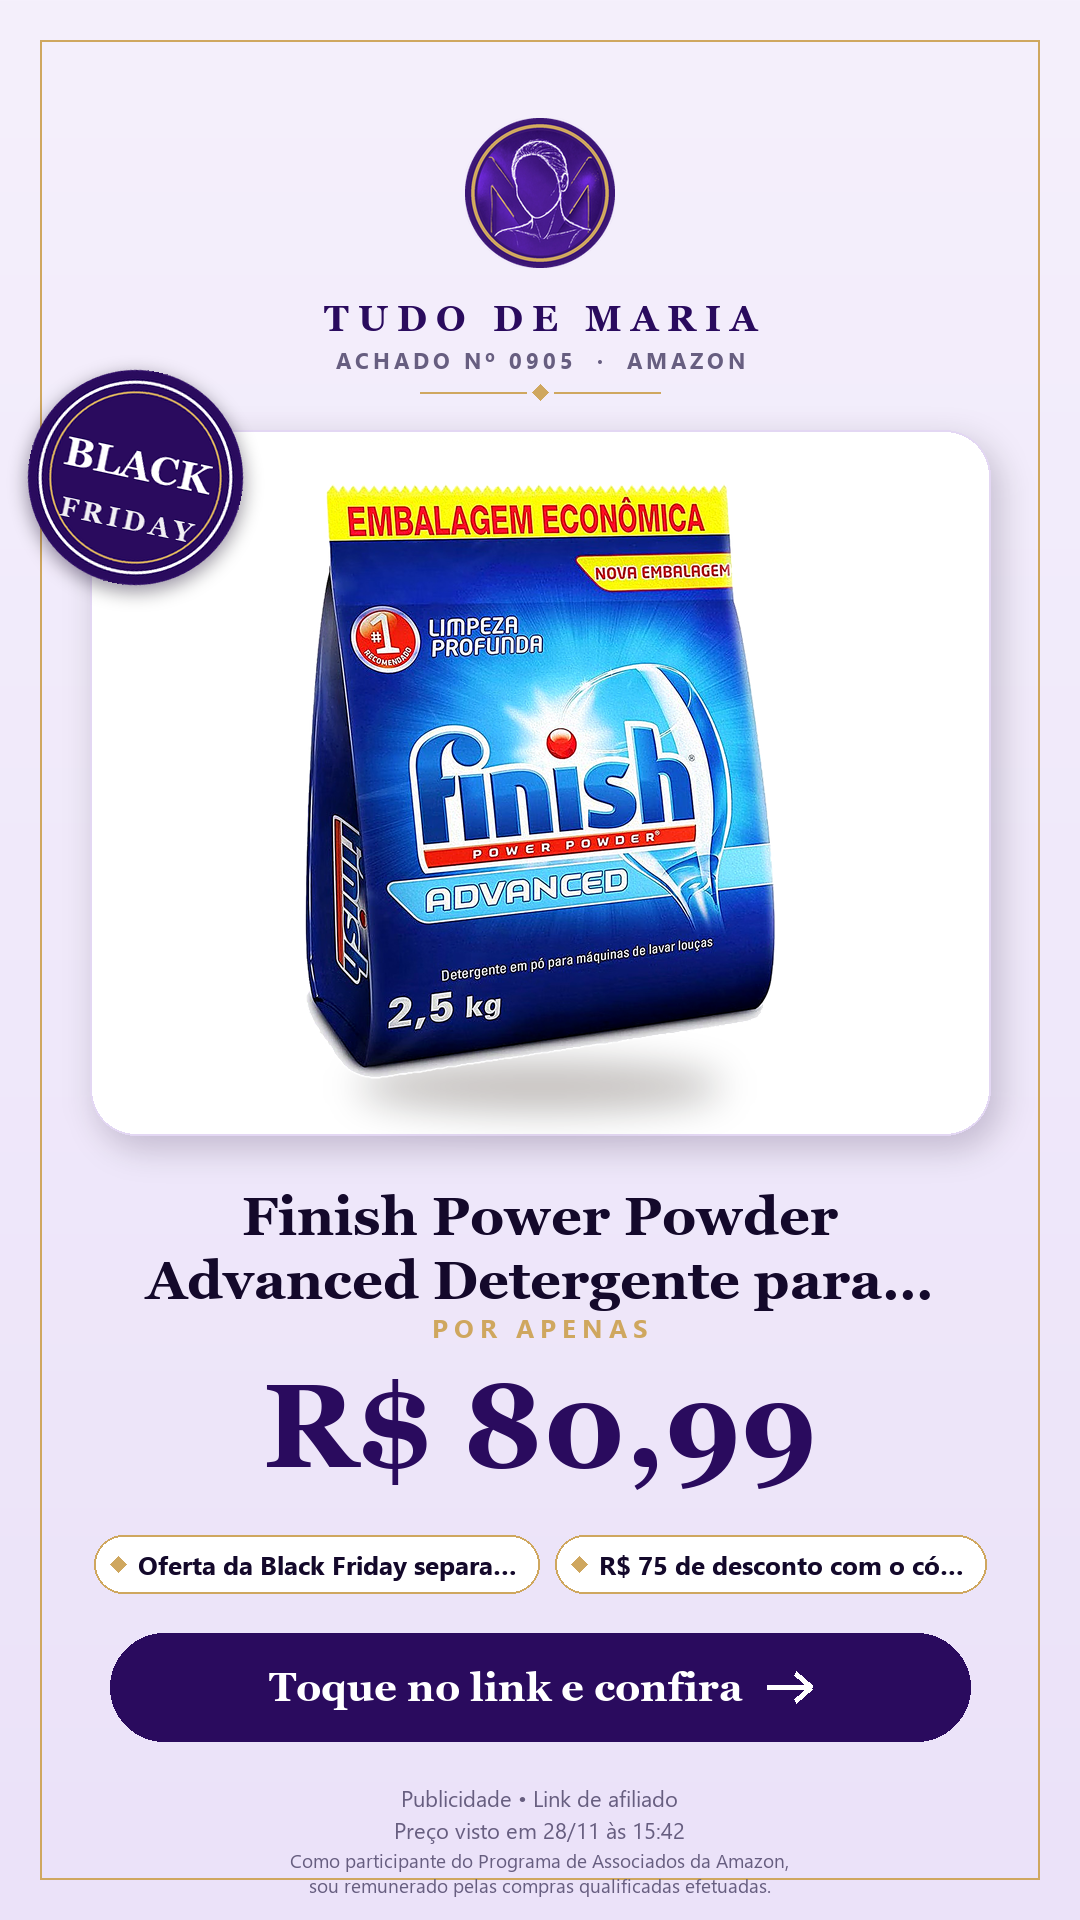 TUDO DE MARIA
ACHADO Nº 0905 · AMAZON
BLACK
FRIDAY
EMBALAGEM ECONÔMICA
NOVA EMBALAGEM
#1
RECOMENDADO
LIMPEZA
PROFUNDA
finish®
POWER POWDER®
ADVANCED
finish
Detergente em pó para máquinas de lavar louças
2,5 kg
Finish Power Powder
Advanced Detergente para...
POR APENAS
R$ 80,99
Oferta da Black Friday separa...
R$ 75 de desconto com o có...
Toque no link e confira →
Publicidade • Link de afiliado
Preço visto em 28/11 às 15:42
Como participante do Programa de Associados da Amazon,
sou remunerado pelas compras qualificadas efetuadas.